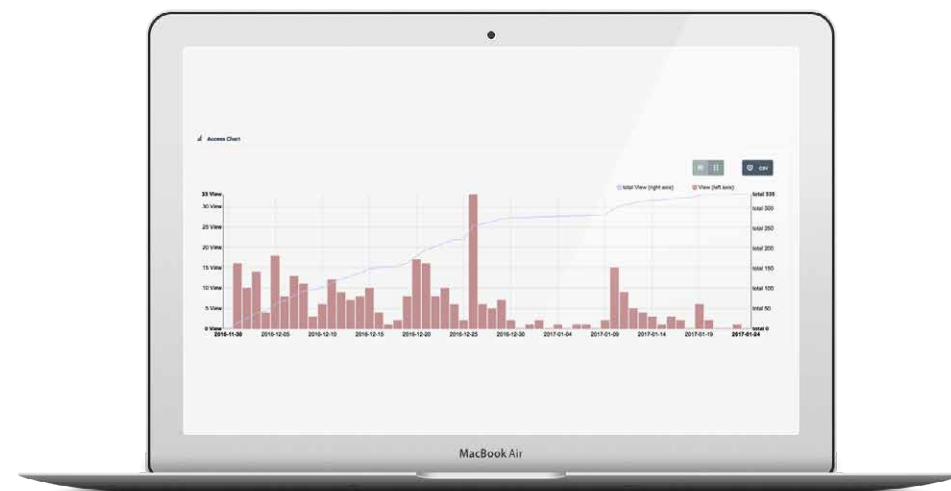 Access Chart
CSV
total View (right axis) View (left axis)
33 View
30 View
25 View
20 View
15 View
10 View
5 View
0 View
total 335
total 300
total 250
total 200
total 150
total 100
total 50
total 0
2016-11-30 2016-12-05 2016-12-10 2016-12-15 2016-12-20 2016-12-25 2016-12-30 2017-01-04 2017-01-09 2017-01-14 2017-01-19 2017-01-24
MacBook Air